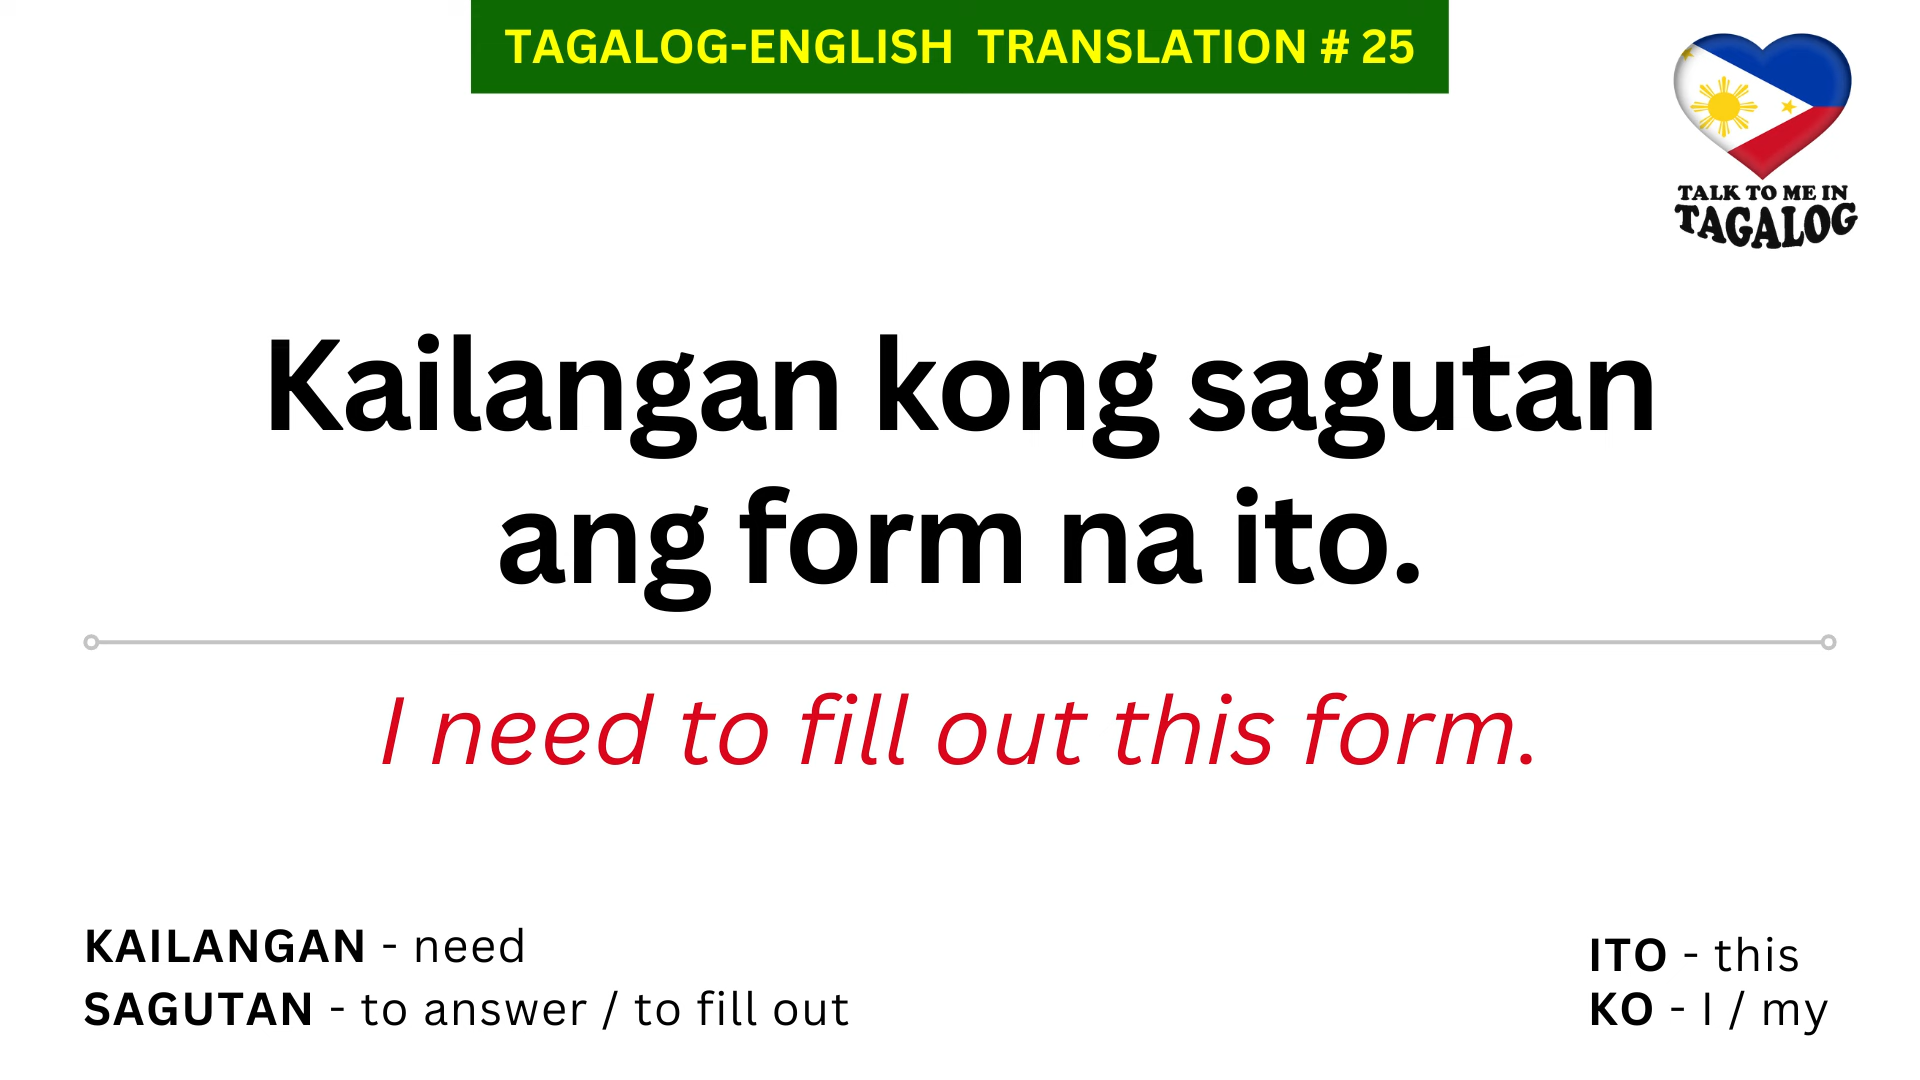 TAGALOG-ENGLISH TRANSLATION # 25
TALK TO ME IN
TAGALOG
Kailangan kong sagutan
ang form na ito.
I need to fill out this form.
KAILANGAN - need
SAGUTAN - to answer / to fill out
ITO - this
KO - I / my